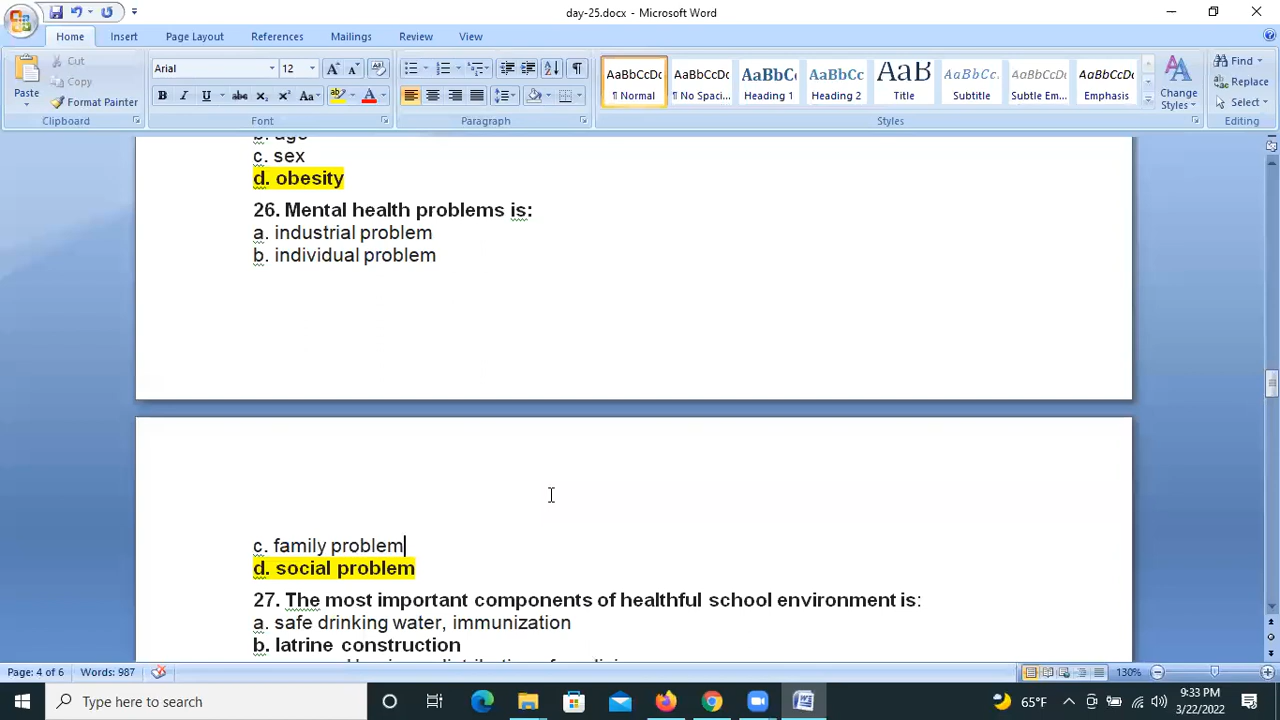 day-25.docx - Microsoft Word
Home Insert Page Layout References Mailings Review View
Paste
Cut
Copy
Format Painter
Clipboard
Arial 12
Font
Paragraph
AaBbCcDc AaBbCcDc AaBbCc AaBbCc AaB AaBbCc. AaBbCcDc AaBbCcDc
¶ Normal ¶ No Spaci... Heading 1 Heading 2 Title Subtitle Subtle Em... Emphasis
Change Styles
Styles
Find
Replace
Select
Editing
b. age
c. sex
d. obesity
26. Mental health problems is:
a. industrial problem
b. individual problem
c. family problem
d. social problem
27. The most important components of healthful school environment is:
a. safe drinking water, immunization
b. latrine construction
Page: 4 of 6 Words: 987 130%
Type here to search
65°F
9:33 PM
3/22/2022